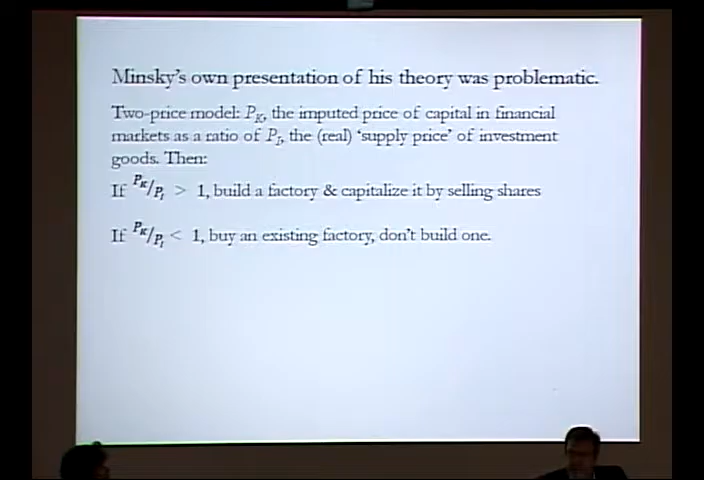 Minsky's own presentation of his theory was problematic.
Two-price model: P_K, the imputed price of capital in financial
markets as a ratio of P_I, the (real) 'supply price' of investment
goods. Then:
If P_K/P_I > 1, build a factory & capitalize it by selling shares
If P_K/P_I < 1, buy an existing factory, don't build one.